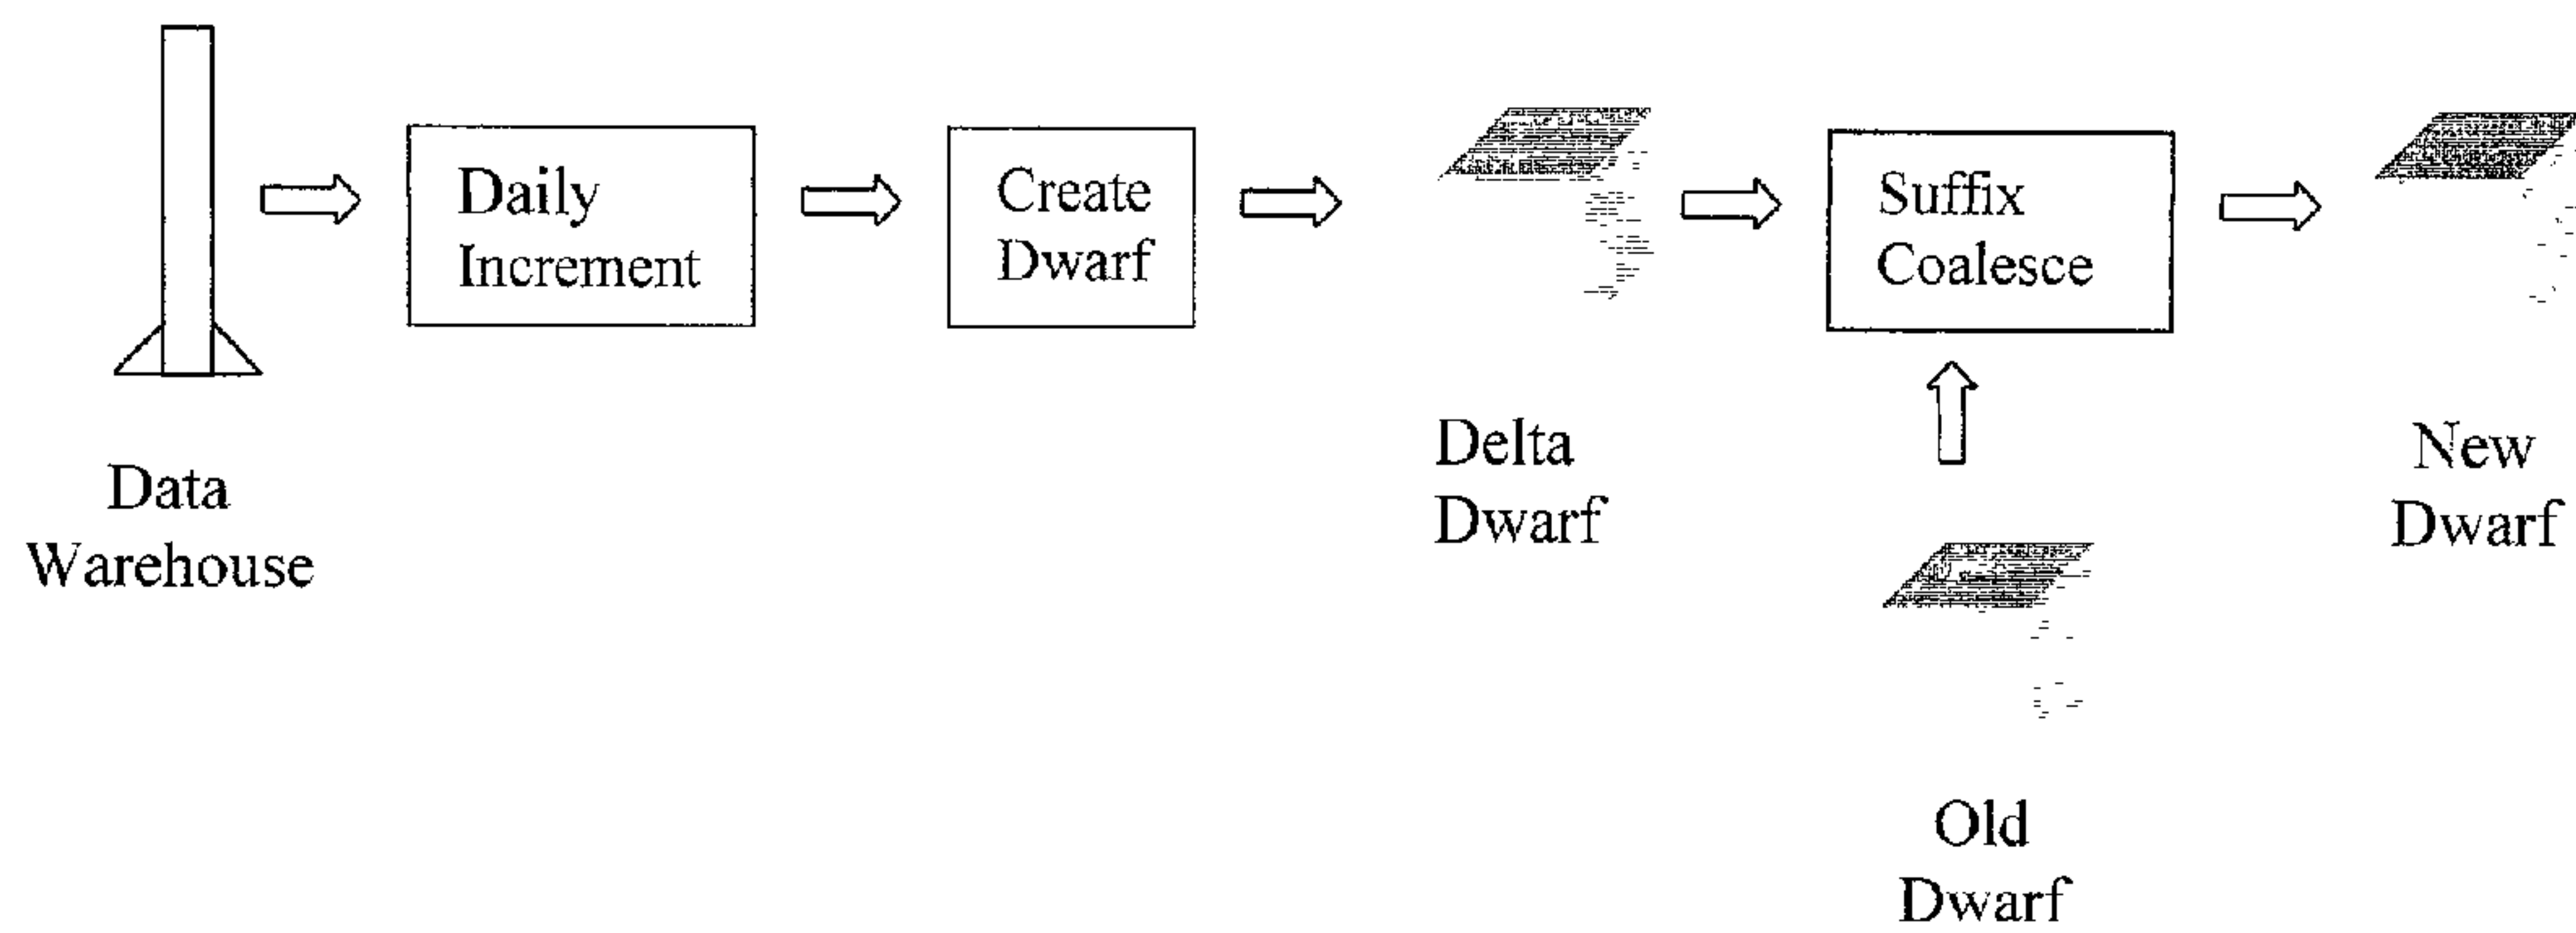 Daily
Increment
Create
Dwarf
Suffix
Coalesce
Data
Warehouse
Delta
Dwarf
New
Dwarf
Old
Dwarf